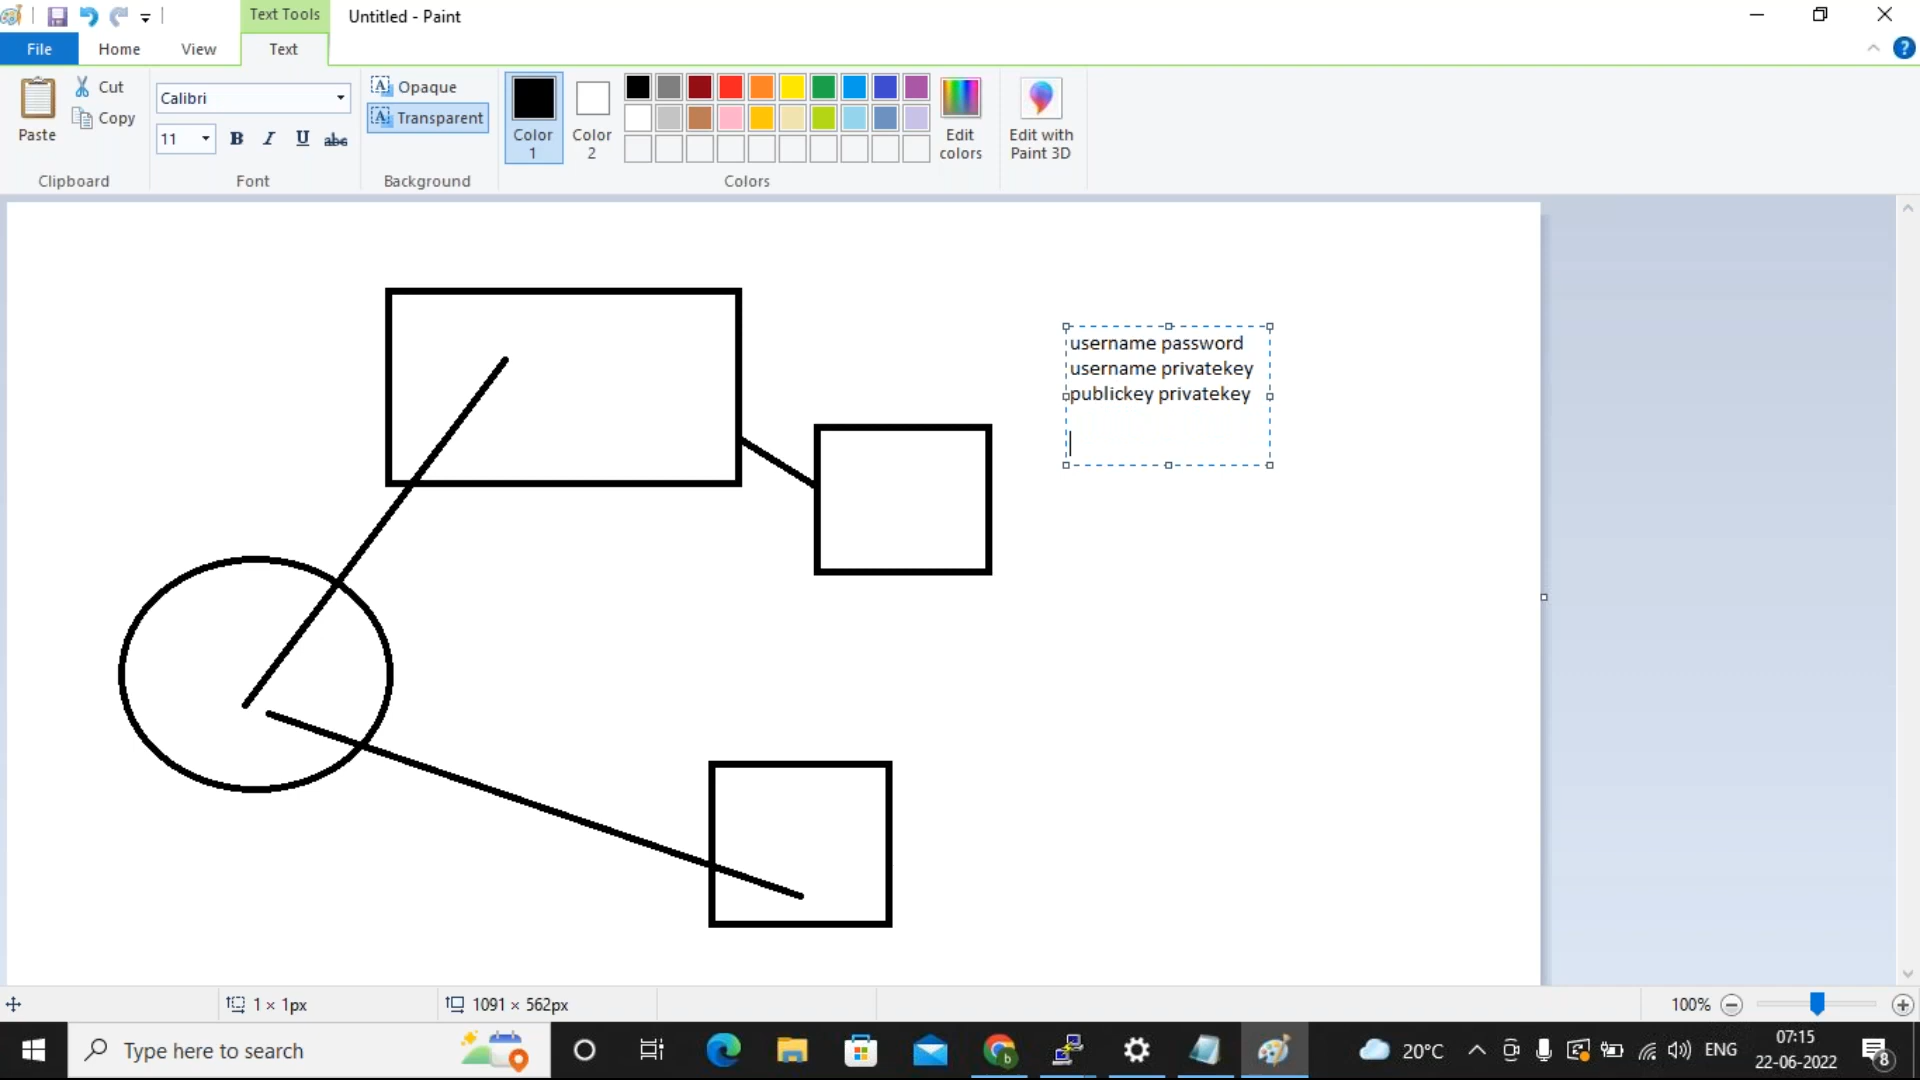 Text Tools
Untitled - Paint
File
Home
View
Text
Paste
Cut
Copy
Clipboard
Calibri
11
B I U abc
Font
Opaque
Transparent
Background
Color
1
Color
2
Edit
colors
Colors
Edit with
Paint 3D
username password
username privatekey
publickey privatekey
1 × 1px
1091 × 562px
100%
Type here to search
b
20°C
ENG
07:15
22-06-2022
8